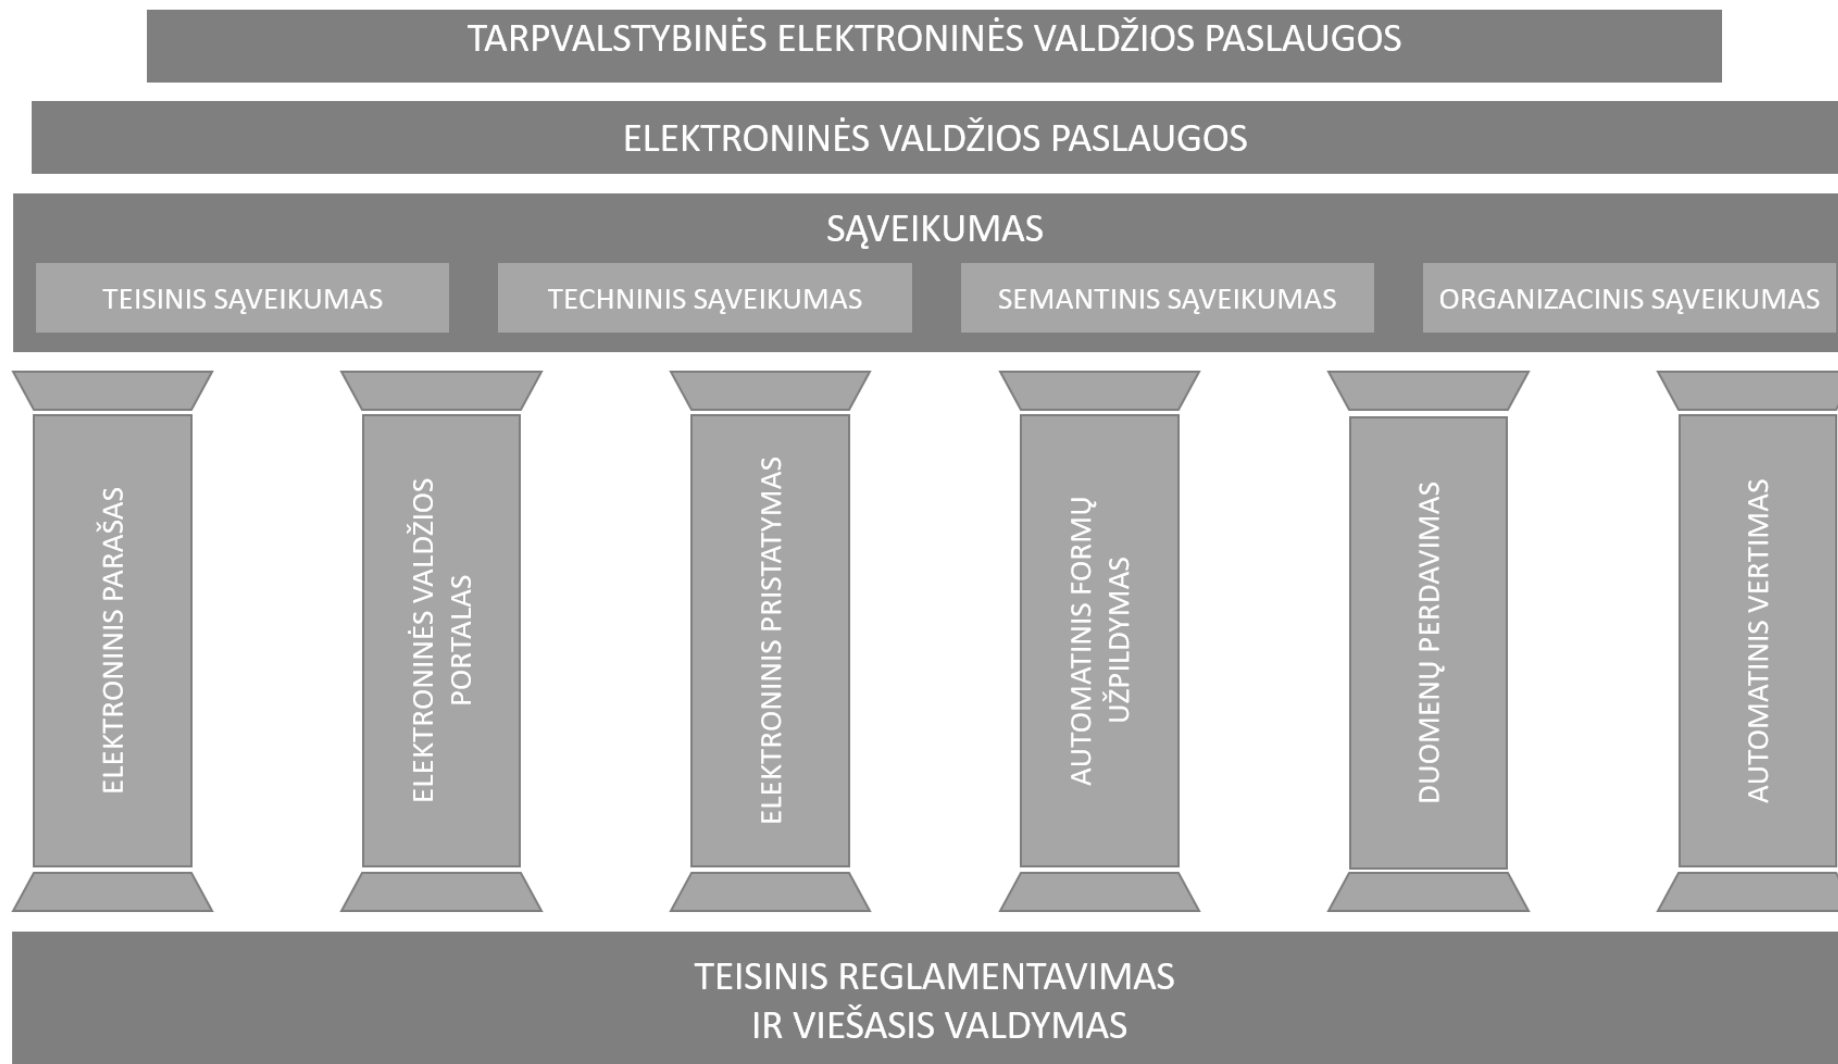 TARPVALSTYBINĖS ELEKTRONINĖS VALDŽIOS PASLAUGOS
ELEKTRONINĖS VALDŽIOS PASLAUGOS
SĄVEIKUMAS
TEISINIS SĄVEIKUMAS
TECHNINIS SĄVEIKUMAS
SEMANTINIS SĄVEIKUMAS
ORGANIZACINIS SĄVEIKUMAS
ELEKTRONINIS PARAŠAS
ELEKTRONINĖS VALDŽIOS
PORTALAS
ELEKTRONINIS PRISTATYMAS
AUTOMATINIS FORMŲ
UŽPILDYMAS
DUOMENŲ PERDAVIMAS
AUTOMATINIS VERTIMAS
TEISINIS REGLAMENTAVIMAS
IR VIEŠASIS VALDYMAS